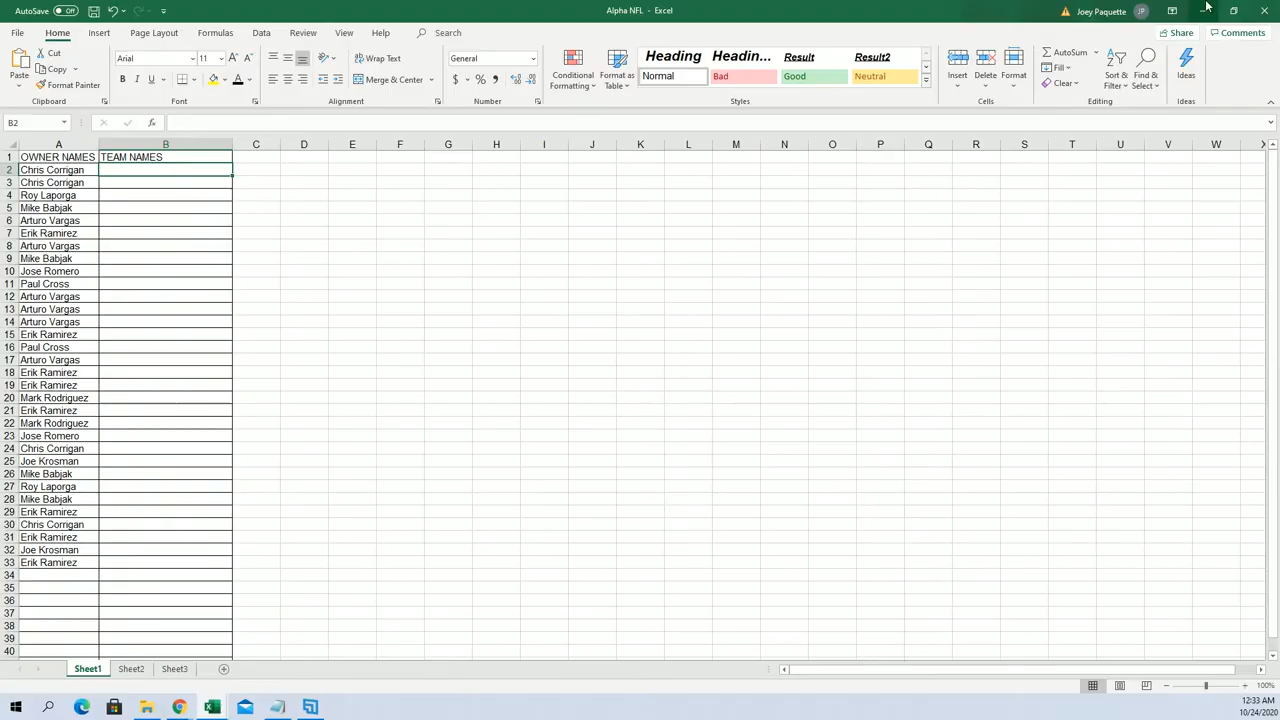 AutoSave Off
Alpha NFL - Excel
Joey Paquette JP
File Home Insert Page Layout Formulas Data Review View Help Search
Share Comments
Paste
Cut
Copy
Format Painter
Clipboard
Arial 11
B I U
Font
Wrap Text
Merge & Center
Alignment
General
$ % ,
Number
Conditional Formatting
Format as Table
Heading Headin... Result Result2
Normal Bad Good Neutral
Styles
Insert Delete Format
Cells
AutoSum
Fill
Clear
Sort & Filter
Find & Select
Editing
Ideas
Ideas
B2 fx
A B C D E F G H I J K L M N O P Q R S T U V W X
1 OWNER NAMES TEAM NAMES
2 Chris Corrigan
3 Chris Corrigan
4 Roy Laporga
5 Mike Babjak
6 Arturo Vargas
7 Erik Ramirez
8 Arturo Vargas
9 Mike Babjak
10 Jose Romero
11 Paul Cross
12 Arturo Vargas
13 Arturo Vargas
14 Arturo Vargas
15 Erik Ramirez
16 Paul Cross
17 Arturo Vargas
18 Erik Ramirez
19 Erik Ramirez
20 Mark Rodriguez
21 Erik Ramirez
22 Mark Rodriguez
23 Jose Romero
24 Chris Corrigan
25 Joe Krosman
26 Mike Babjak
27 Roy Laporga
28 Mike Babjak
29 Erik Ramirez
30 Chris Corrigan
31 Erik Ramirez
32 Joe Krosman
33 Erik Ramirez
34
35
36
37
38
39
40
Sheet1 Sheet2 Sheet3
100%
12:33 AM
10/24/2020